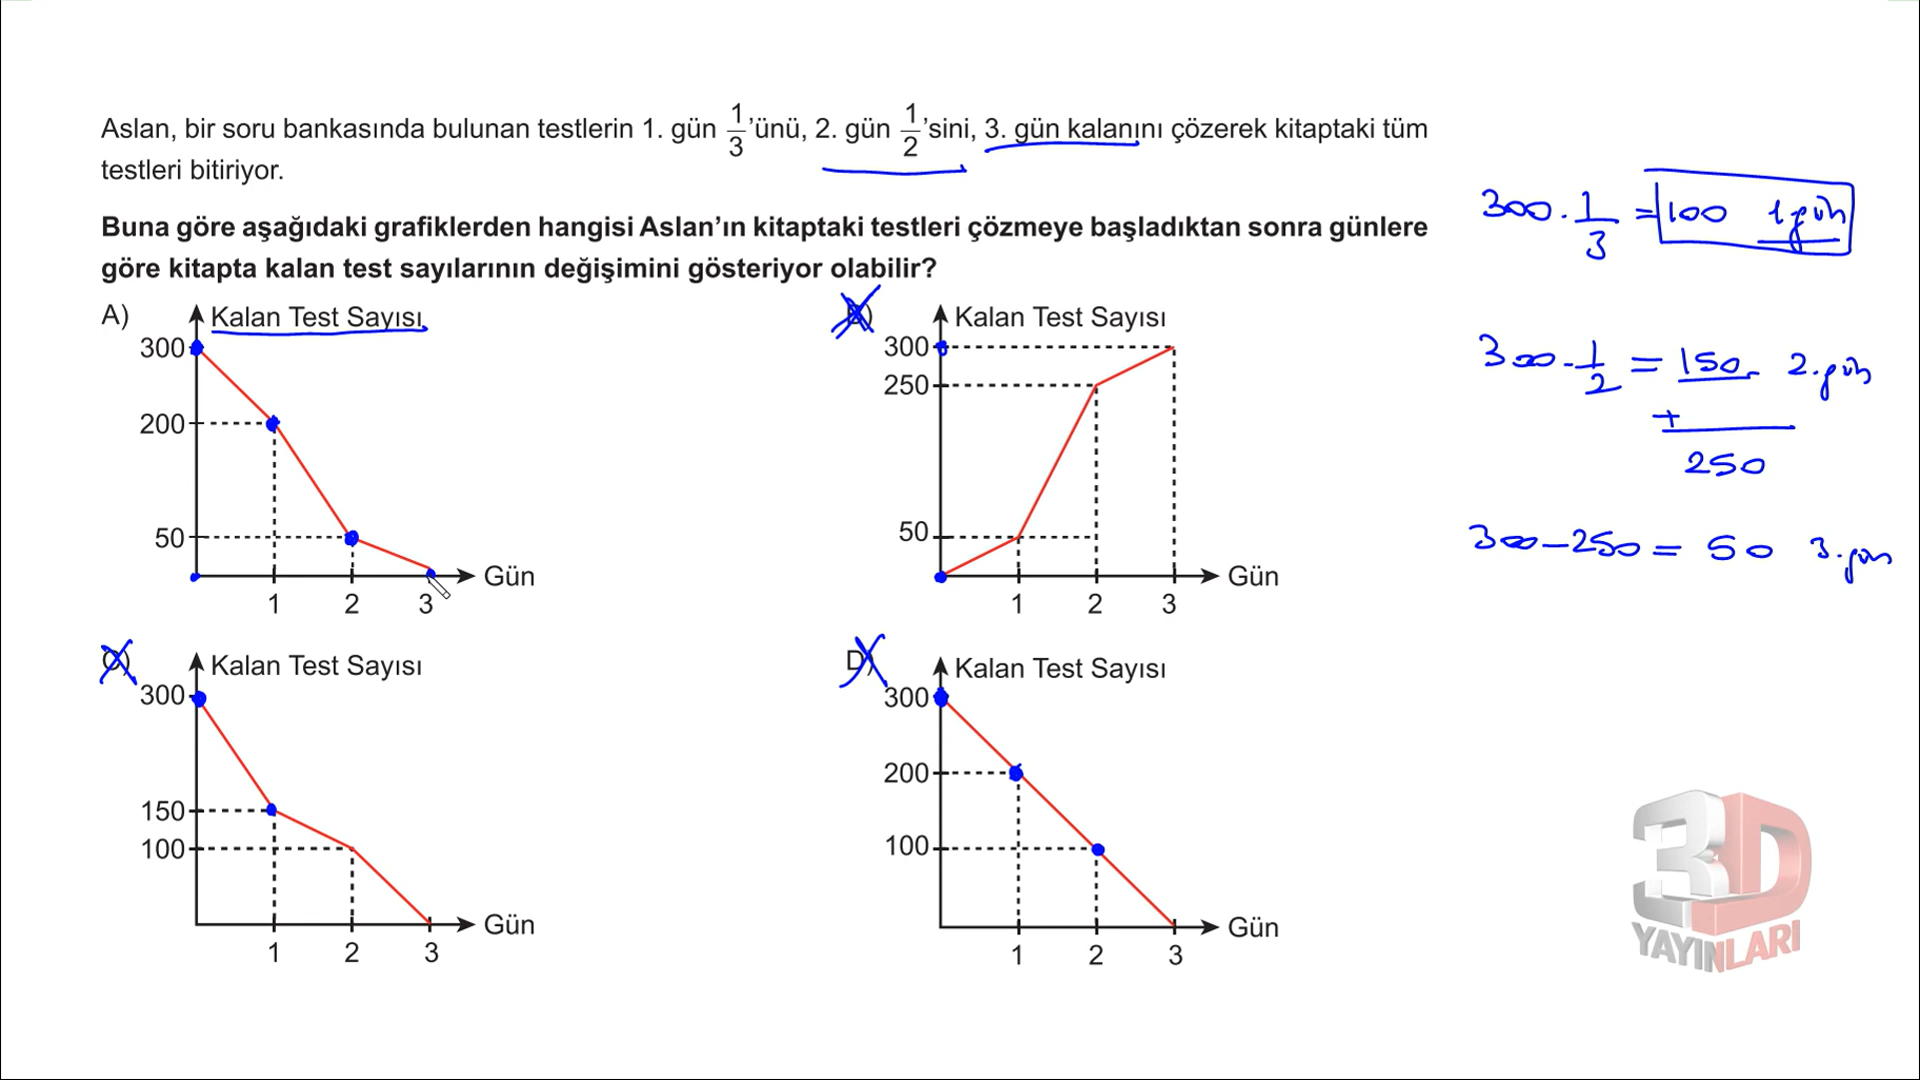 Aslan, bir soru bankasında bulunan testlerin 1. gün 1/3'ünü, 2. gün 1/2'sini, 3. gün kalanını çözerek kitaptaki tüm
testleri bitiriyor.
Buna göre aşağıdaki grafiklerden hangisi Aslan'ın kitaptaki testleri çözmeye başladıktan sonra günlere
göre kitapta kalan test sayılarının değişimini gösteriyor olabilir?
A)
Kalan Test Sayısı
300
200
50
1 2 3
Gün
Kalan Test Sayısı
300
250
50
1 2 3
Gün
C)
Kalan Test Sayısı
300
150
100
1 2 3
Gün
D)
Kalan Test Sayısı
300
200
100
1 2 3
Gün
300 . 1/3 = 100 1.gün
300 . 1/2 = 150 2.gün
+
250
300 - 250 = 50 3.gün
3D
YAYINLARI